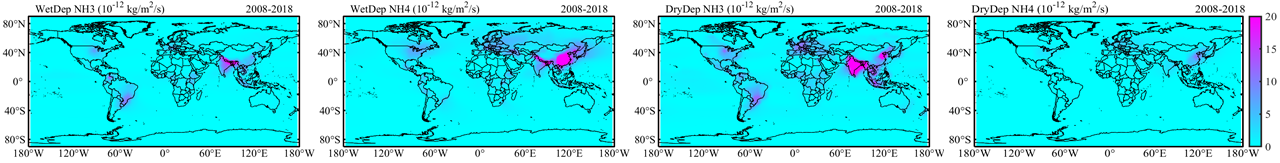 WetDep NH3 (10⁻¹² kg/m²/s) 2008-2018
80°N
40°N
0°
40°S
80°S
180°W 120°W 60°W 0° 60°E 120°E 180°W
WetDep NH4 (10⁻¹² kg/m²/s) 2008-2018
80°N
40°N
0°
40°S
80°S
180°W 120°W 60°W 0° 60°E 120°E 180°W
DryDep NH3 (10⁻¹² kg/m²/s) 2008-2018
80°N
40°N
0°
40°S
80°S
180°W 120°W 60°W 0° 60°E 120°E 180°W
DryDep NH4 (10⁻¹² kg/m²/s) 2008-2018
80°N
40°N
0°
40°S
80°S
180°W 120°W 60°W 0° 60°E 120°E 180°W
20
15
10
5
0